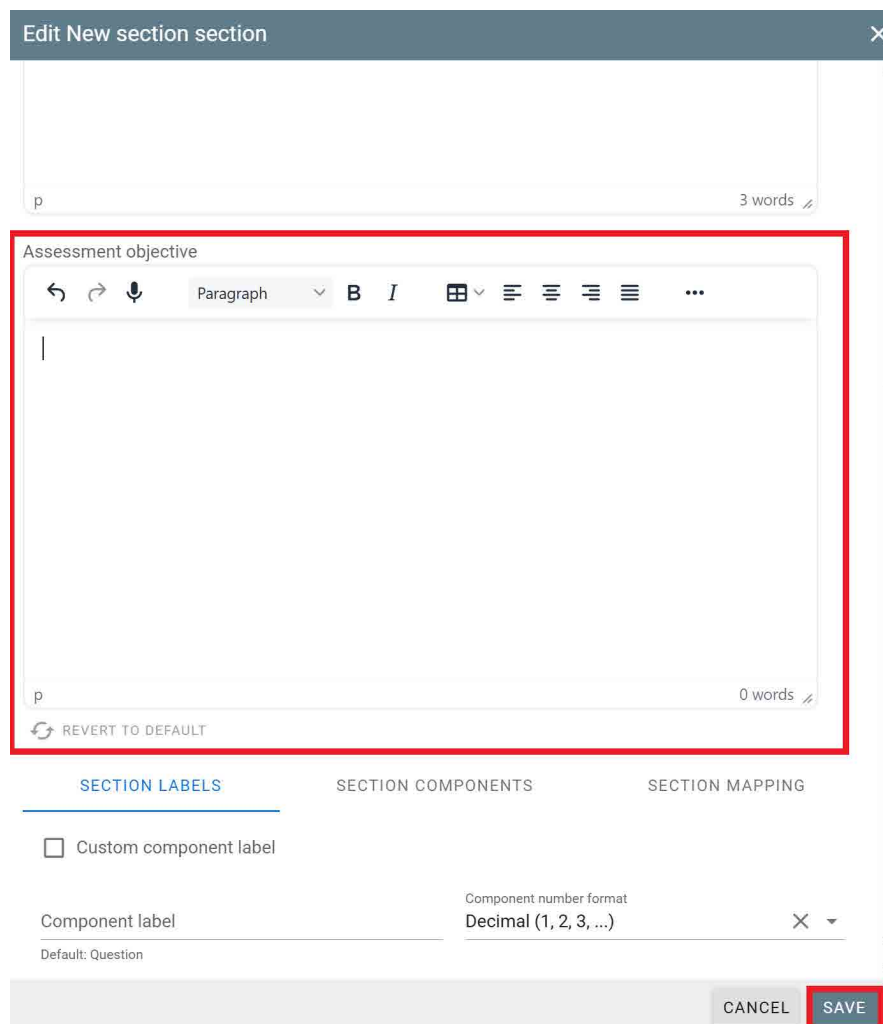 Edit New section section
p 3 words
Assessment objective
Paragraph B I
p 0 words
REVERT TO DEFAULT
SECTION LABELS SECTION COMPONENTS SECTION MAPPING
Custom component label
Component number format
Component label Decimal (1, 2, 3, ...)
Default: Question
CANCEL SAVE